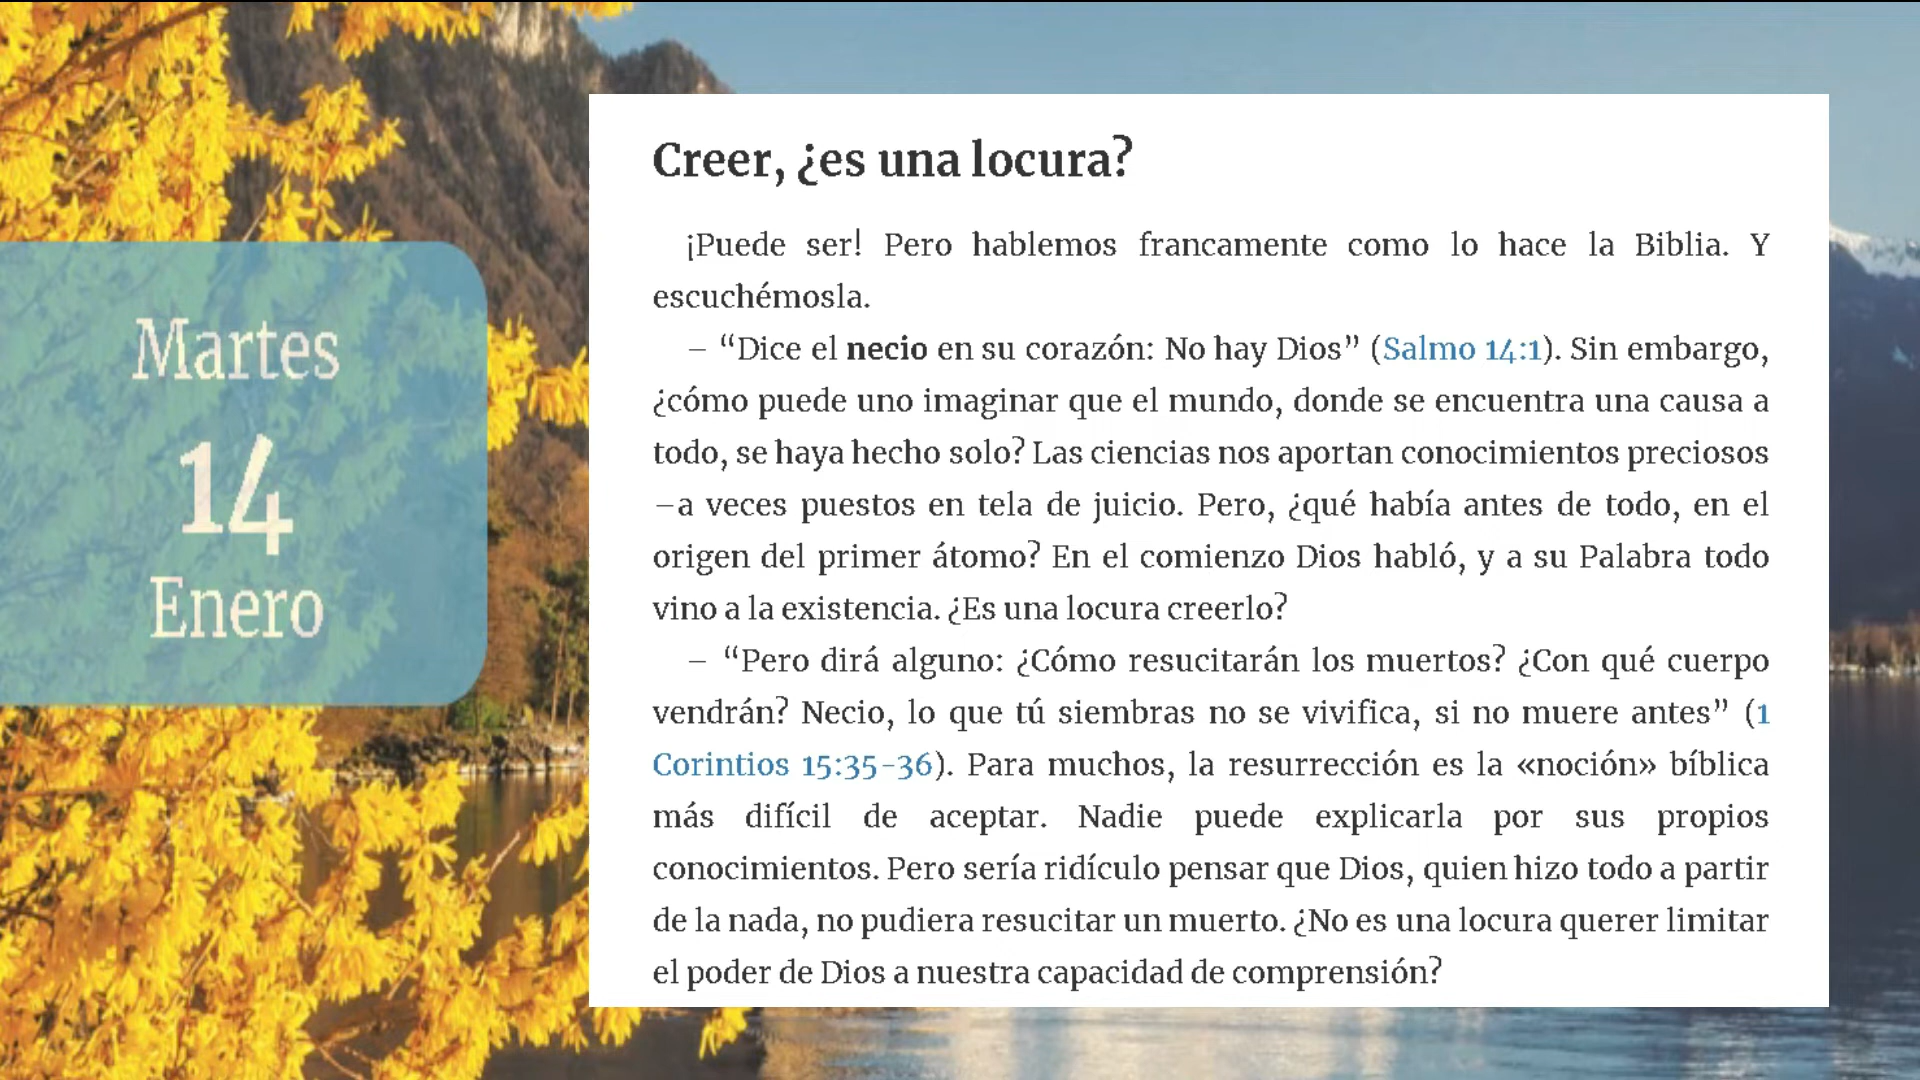 Martes
14
Enero
Creer, ¿es una locura?
¡Puede ser! Pero hablemos francamente como lo hace la Biblia. Y
escuchémosla.
– “Dice el necio en su corazón: No hay Dios” (Salmo 14:1). Sin embargo,
¿cómo puede uno imaginar que el mundo, donde se encuentra una causa a
todo, se haya hecho solo? Las ciencias nos aportan conocimientos preciosos
–a veces puestos en tela de juicio. Pero, ¿qué había antes de todo, en el
origen del primer átomo? En el comienzo Dios habló, y a su Palabra todo
vino a la existencia. ¿Es una locura creerlo?
– “Pero dirá alguno: ¿Cómo resucitarán los muertos? ¿Con qué cuerpo
vendrán? Necio, lo que tú siembras no se vivifica, si no muere antes” (1
Corintios 15:35-36). Para muchos, la resurrección es la «noción» bíblica
más difícil de aceptar. Nadie puede explicarla por sus propios
conocimientos. Pero sería ridículo pensar que Dios, quien hizo todo a partir
de la nada, no pudiera resucitar un muerto. ¿No es una locura querer limitar
el poder de Dios a nuestra capacidad de comprensión?